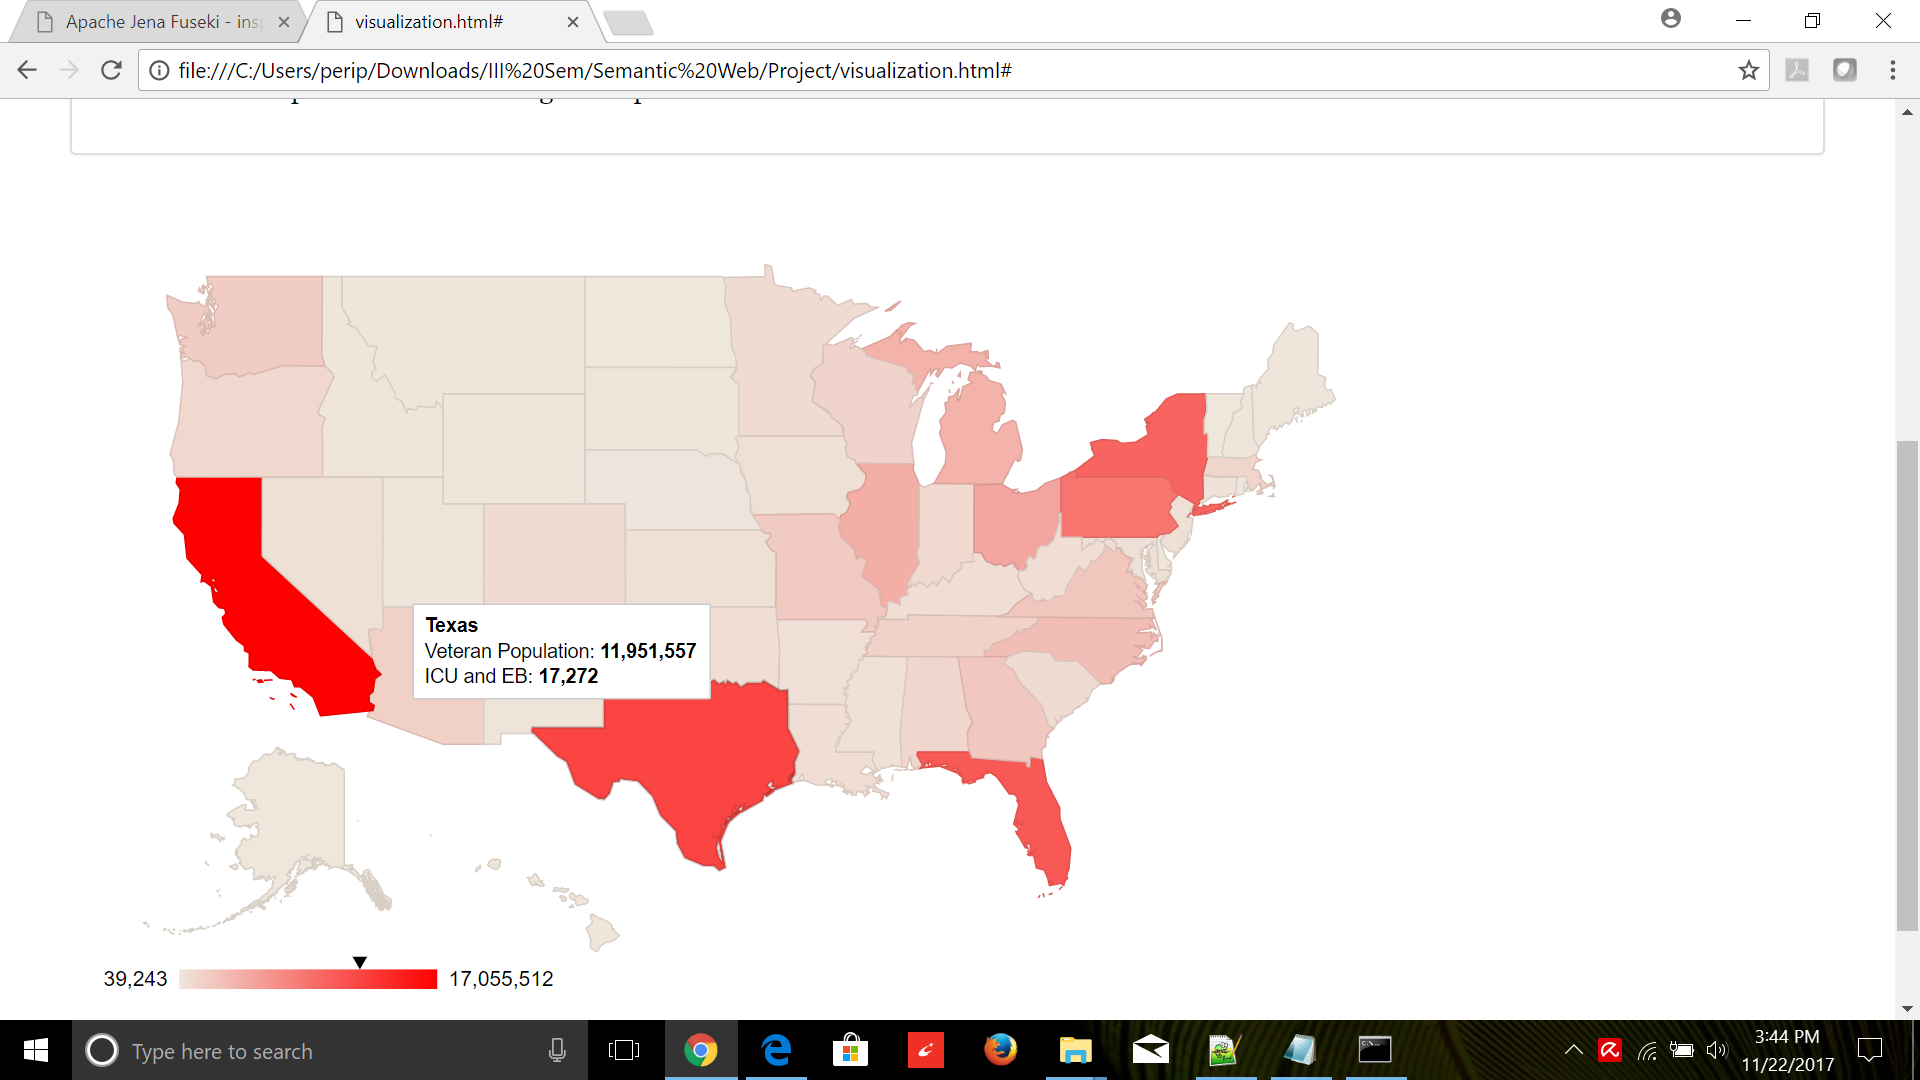 Apache Jena Fuseki - ins
visualization.html#
file:///C:/Users/perip/Downloads/III%20Sem/Semantic%20Web/Project/visualization.html#
Texas
Veteran Population: 11,951,557
ICU and EB: 17,272
39,243
17,055,512
Type here to search
3:44 PM
11/22/2017